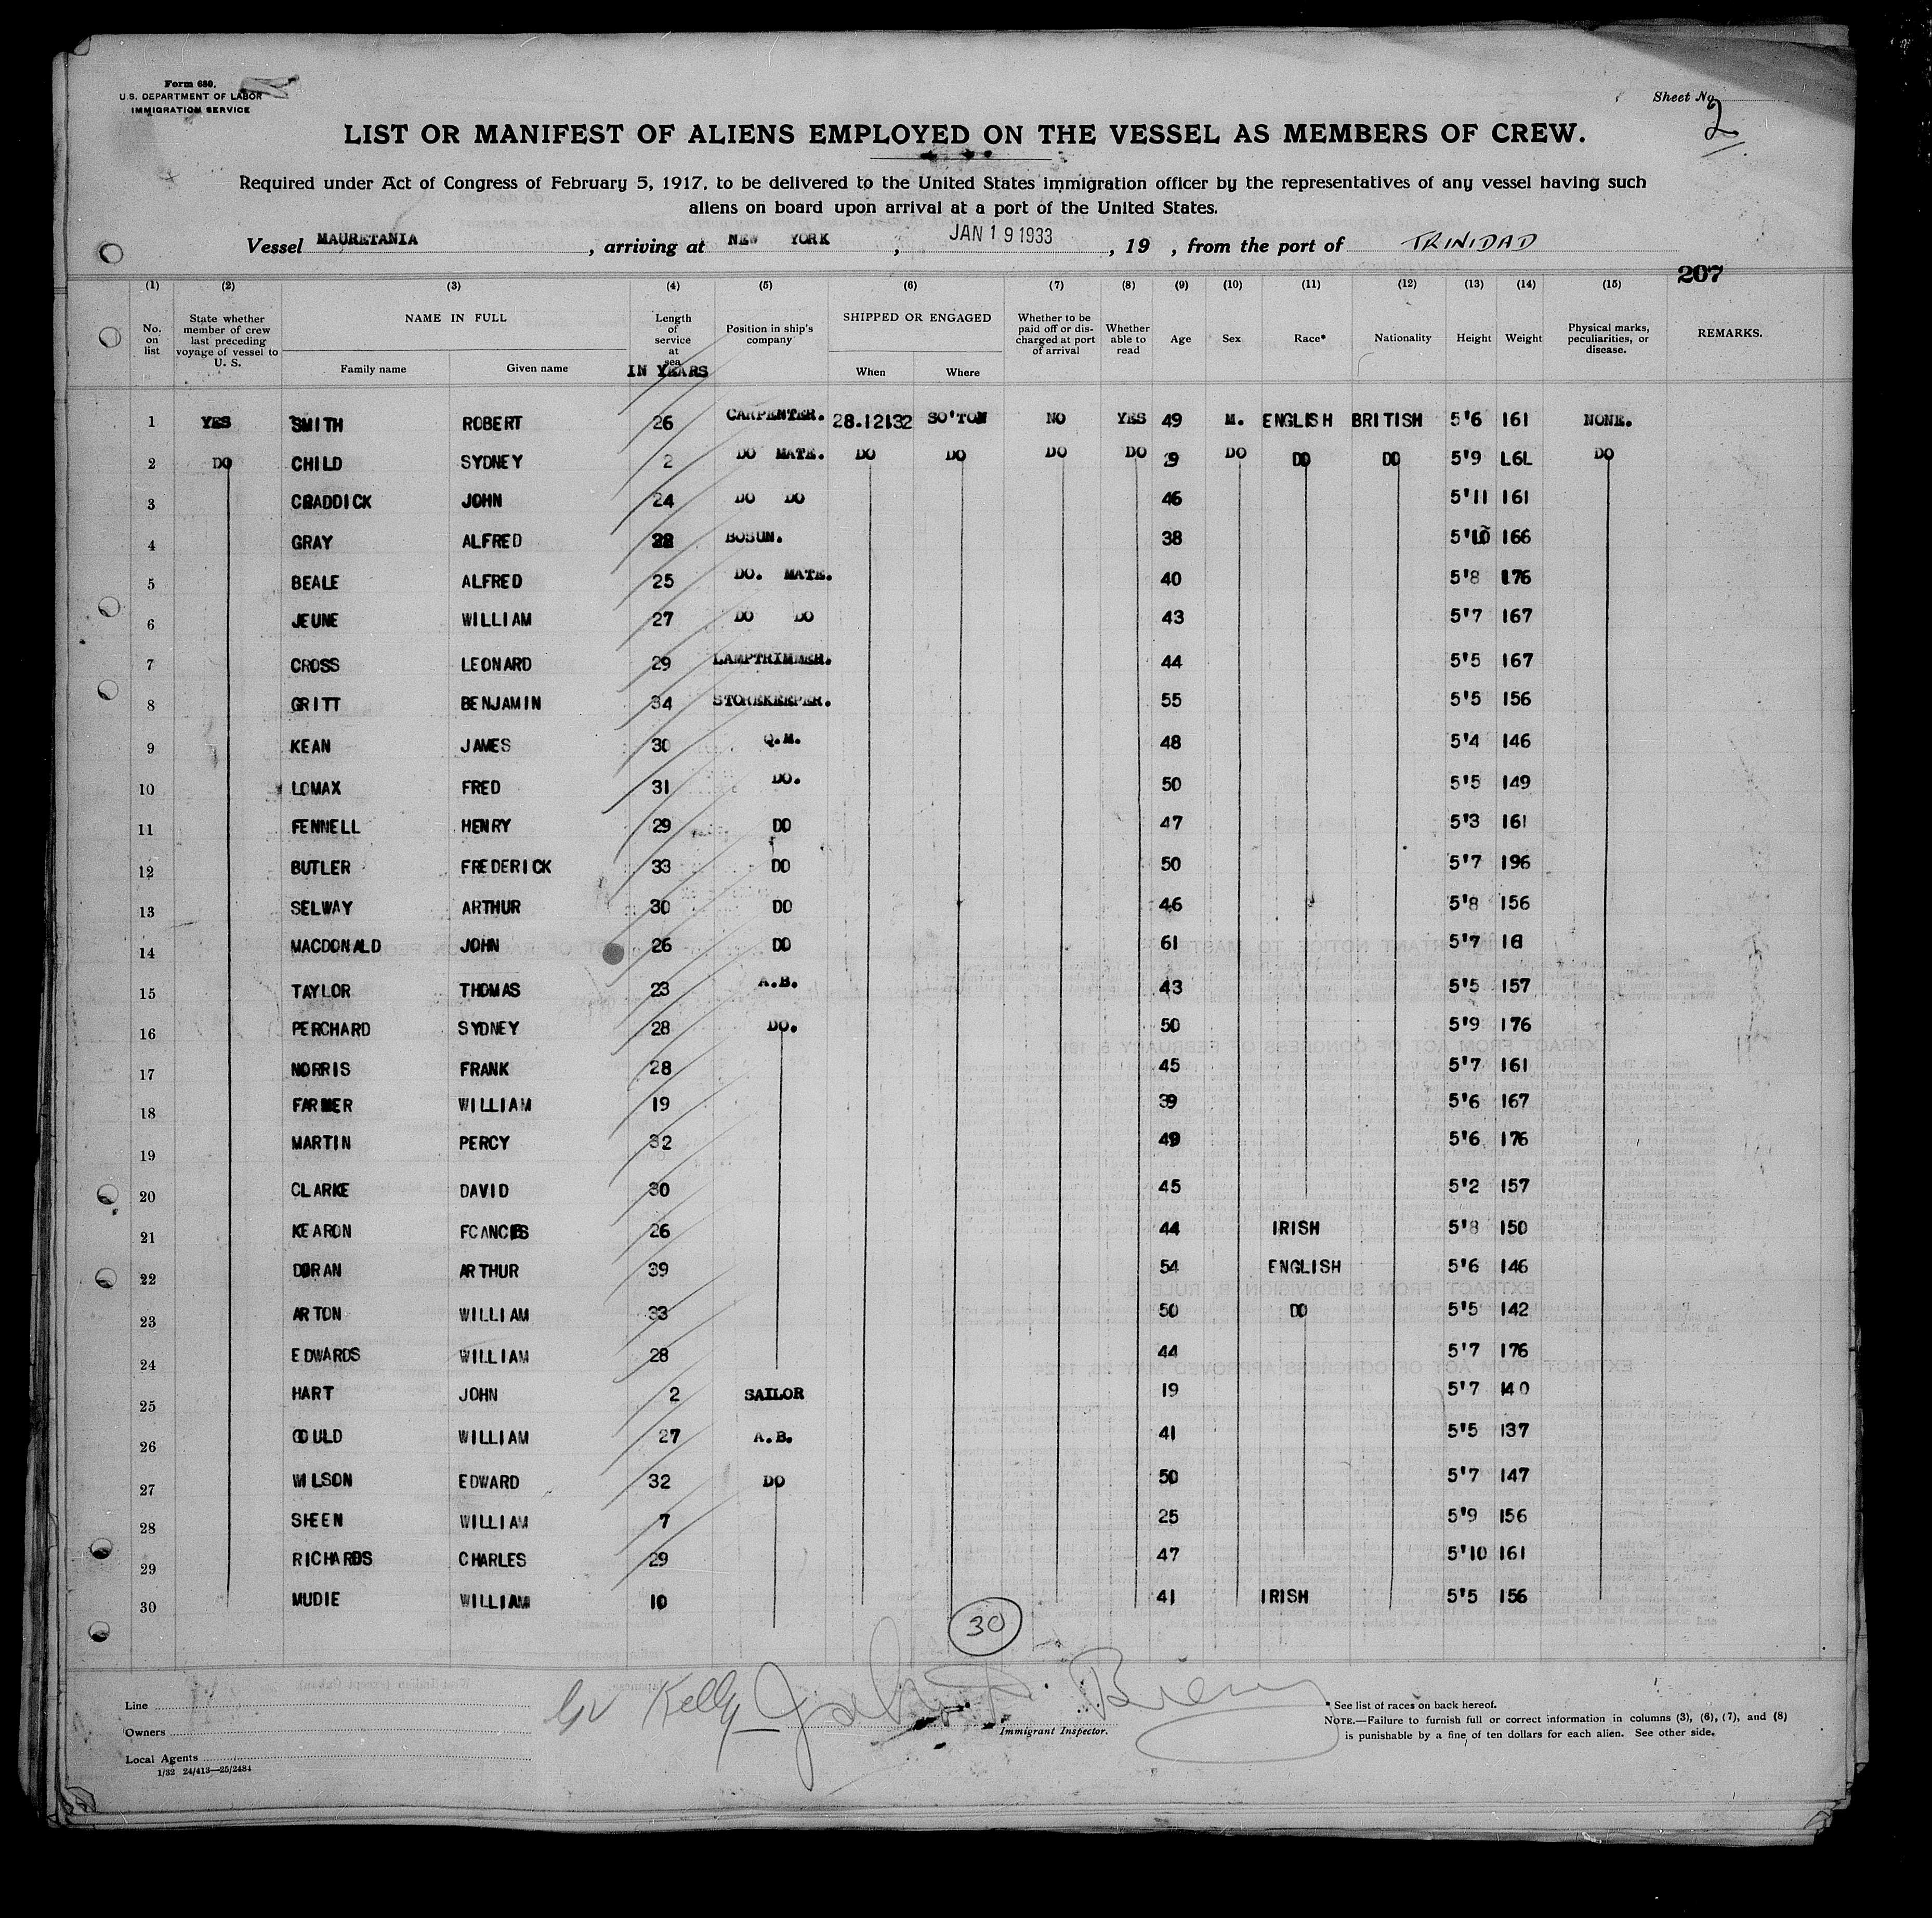 Form 680.
U.S. DEPARTMENT OF LABOR
IMMIGRATION SERVICE
Sheet No. 2
LIST OR MANIFEST OF ALIENS EMPLOYED ON THE VESSEL AS MEMBERS OF CREW.
Required under Act of Congress of February 5, 1917, to be delivered to the United States immigration officer by the representatives of any vessel having such
aliens on board upon arrival at a port of the United States.
Vessel MAURETANIA, arriving at NEW YORK, JAN 19 1933, 19 , from the port of TRINIDAD
207
(1) (2) (3) (4) (5) (6) (7) (8) (9) (10) (11) (12) (13) (14) (15)
No. on list | State whether member of crew last preceding voyage of vessel to U. S. | NAME IN FULL Family name Given name | Length of service at sea IN YEARS | Position in ship's company | SHIPPED OR ENGAGED When Where | Whether to be paid off or discharged at port of arrival | Whether able to read | Age | Sex | Race* | Nationality | Height | Weight | Physical marks, peculiarities, or disease. | REMARKS.
1 YES SMITH ROBERT 26 CARPENTER. 28.12132 SO'TON NO YES 49 M. ENGLISH BRITISH 5'6 161 NONE.
2 DO CHILD SYDNEY 2 DO MATE. DO DO DO DO 29 DO DO DO 5'9 L6L DO
3 CRADDICK JOHN 24 DO DO 46 5'11 161
4 GRAY ALFRED 22 BOSUN. 38 5'10 166
5 BEALE ALFRED 25 DO. MATE. 40 5'8 176
6 JEUNE WILLIAM 27 DO DO 43 5'7 167
7 CROSS LEONARD 29 LAMPTRIMMER. 44 5'5 167
8 GRITT BENJAMIN 34 STOREKEEPER. 55 5'5 156
9 KEAN JAMES 30 Q.M. 48 5'4 146
10 LOMAX FRED 31 DO. 50 5'5 149
11 FENNELL HENRY 29 DO 47 5'3 161
12 BUTLER FREDERICK 33 DO 50 5'7 196
13 SELWAY ARTHUR 30 DO 46 5'8 156
14 MACDONALD JOHN 26 DO 61 5'7 161
15 TAYLOR THOMAS 23 A.B. 43 5'5 157
16 PERCHARD SYDNEY 28 DO. 50 5'9 176
17 NORRIS FRANK 28 45 5'7 161
18 FARMER WILLIAM 19 39 5'6 167
19 MARTIN PERCY 32 49 5'6 176
20 CLARKE DAVID 30 45 5'2 157
21 KEARON FCANCIS 26 44 IRISH 5'8 150
22 DORAN ARTHUR 39 54 ENGLISH 5'6 146
23 ARTON WILLIAM 33 50 DO 5'5 142
24 EDWARDS WILLIAM 28 44 5'7 176
25 HART JOHN 2 SAILOR 19 5'7 140
26 GOULD WILLIAM 27 A.B. 41 5'5 137
27 WILSON EDWARD 32 DO 50 5'7 147
28 SHEEN WILLIAM 7 25 5'9 156
29 RICHARDS CHARLES 29 47 5'10 161
30 MUDIE WILLIAM 10 41 IRISH 5'5 156
30
Kelly
Line
Owners
Local Agents
1/32 24/413—25/2484
Immigrant Inspector.
* See list of races on back hereof.
NOTE.—Failure to furnish full or correct information in columns (3), (6), (7), and (8)
is punishable by a fine of ten dollars for each alien. See other side.